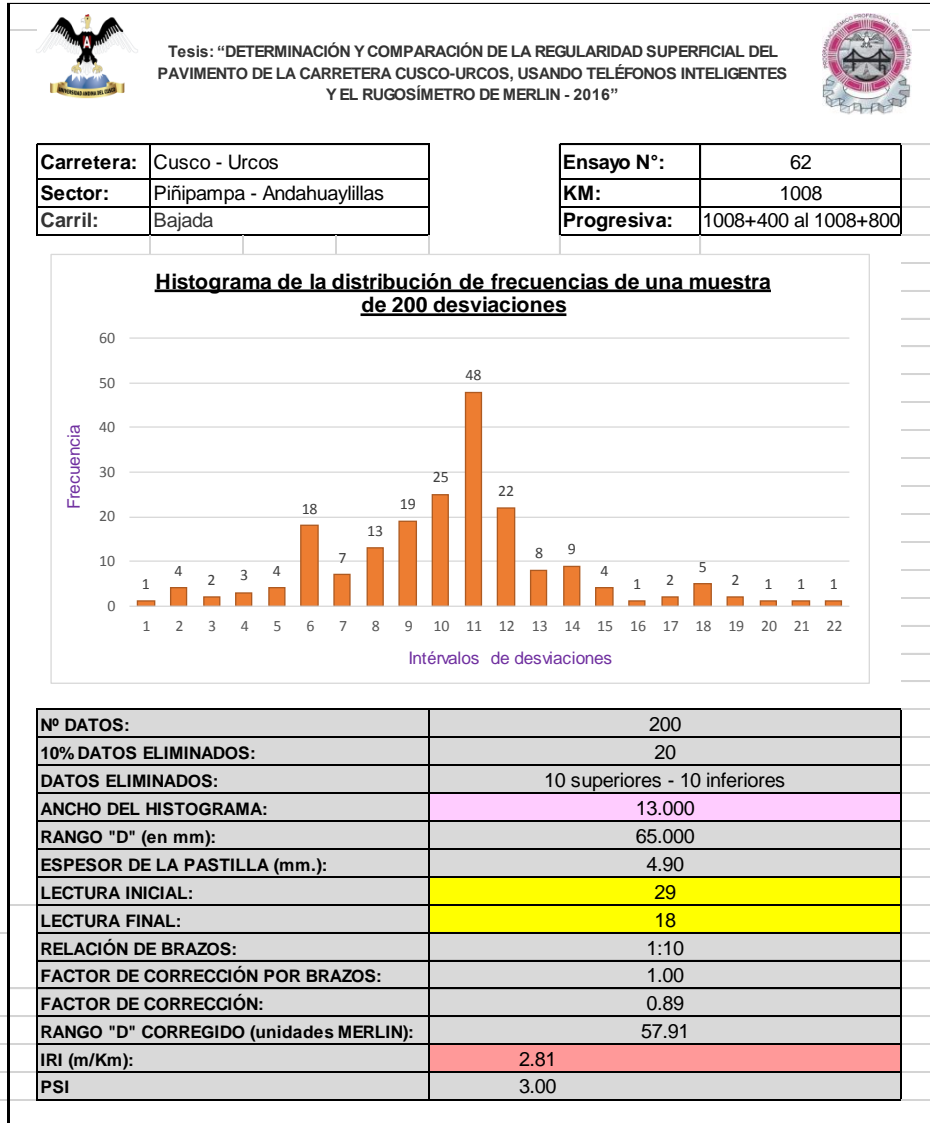 Tesis: “DETERMINACIÓN Y COMPARACIÓN DE LA REGULARIDAD SUPERFICIAL DEL
PAVIMENTO DE LA CARRETERA CUSCO-URCOS, USANDO TELÉFONOS INTELIGENTES
Y EL RUGOSÍMETRO DE MERLIN - 2016”
UNIVERSIDAD ANDINA DEL CUSCO
Carretera: Cusco - Urcos
Sector: Piñipampa - Andahuaylillas
Carril: Bajada
Ensayo N°: 62
KM: 1008
Progresiva: 1008+400 al 1008+800
Histograma de la distribución de frecuencias de una muestra
de 200 desviaciones
Frecuencia
60
50
40
30
20
10
0
1 4 2 3 4 18 7 13 19 25 48 22 8 9 4 1 2 5 2 1 1 1
1 2 3 4 5 6 7 8 9 10 11 12 13 14 15 16 17 18 19 20 21 22
Intérvalos de desviaciones
Nº DATOS: 200
10% DATOS ELIMINADOS: 20
DATOS ELIMINADOS: 10 superiores - 10 inferiores
ANCHO DEL HISTOGRAMA: 13.000
RANGO "D" (en mm): 65.000
ESPESOR DE LA PASTILLA (mm.): 4.90
LECTURA INICIAL: 29
LECTURA FINAL: 18
RELACIÓN DE BRAZOS: 1:10
FACTOR DE CORRECCIÓN POR BRAZOS: 1.00
FACTOR DE CORRECCIÓN: 0.89
RANGO "D" CORREGIDO (unidades MERLIN): 57.91
IRI (m/Km): 2.81
PSI 3.00